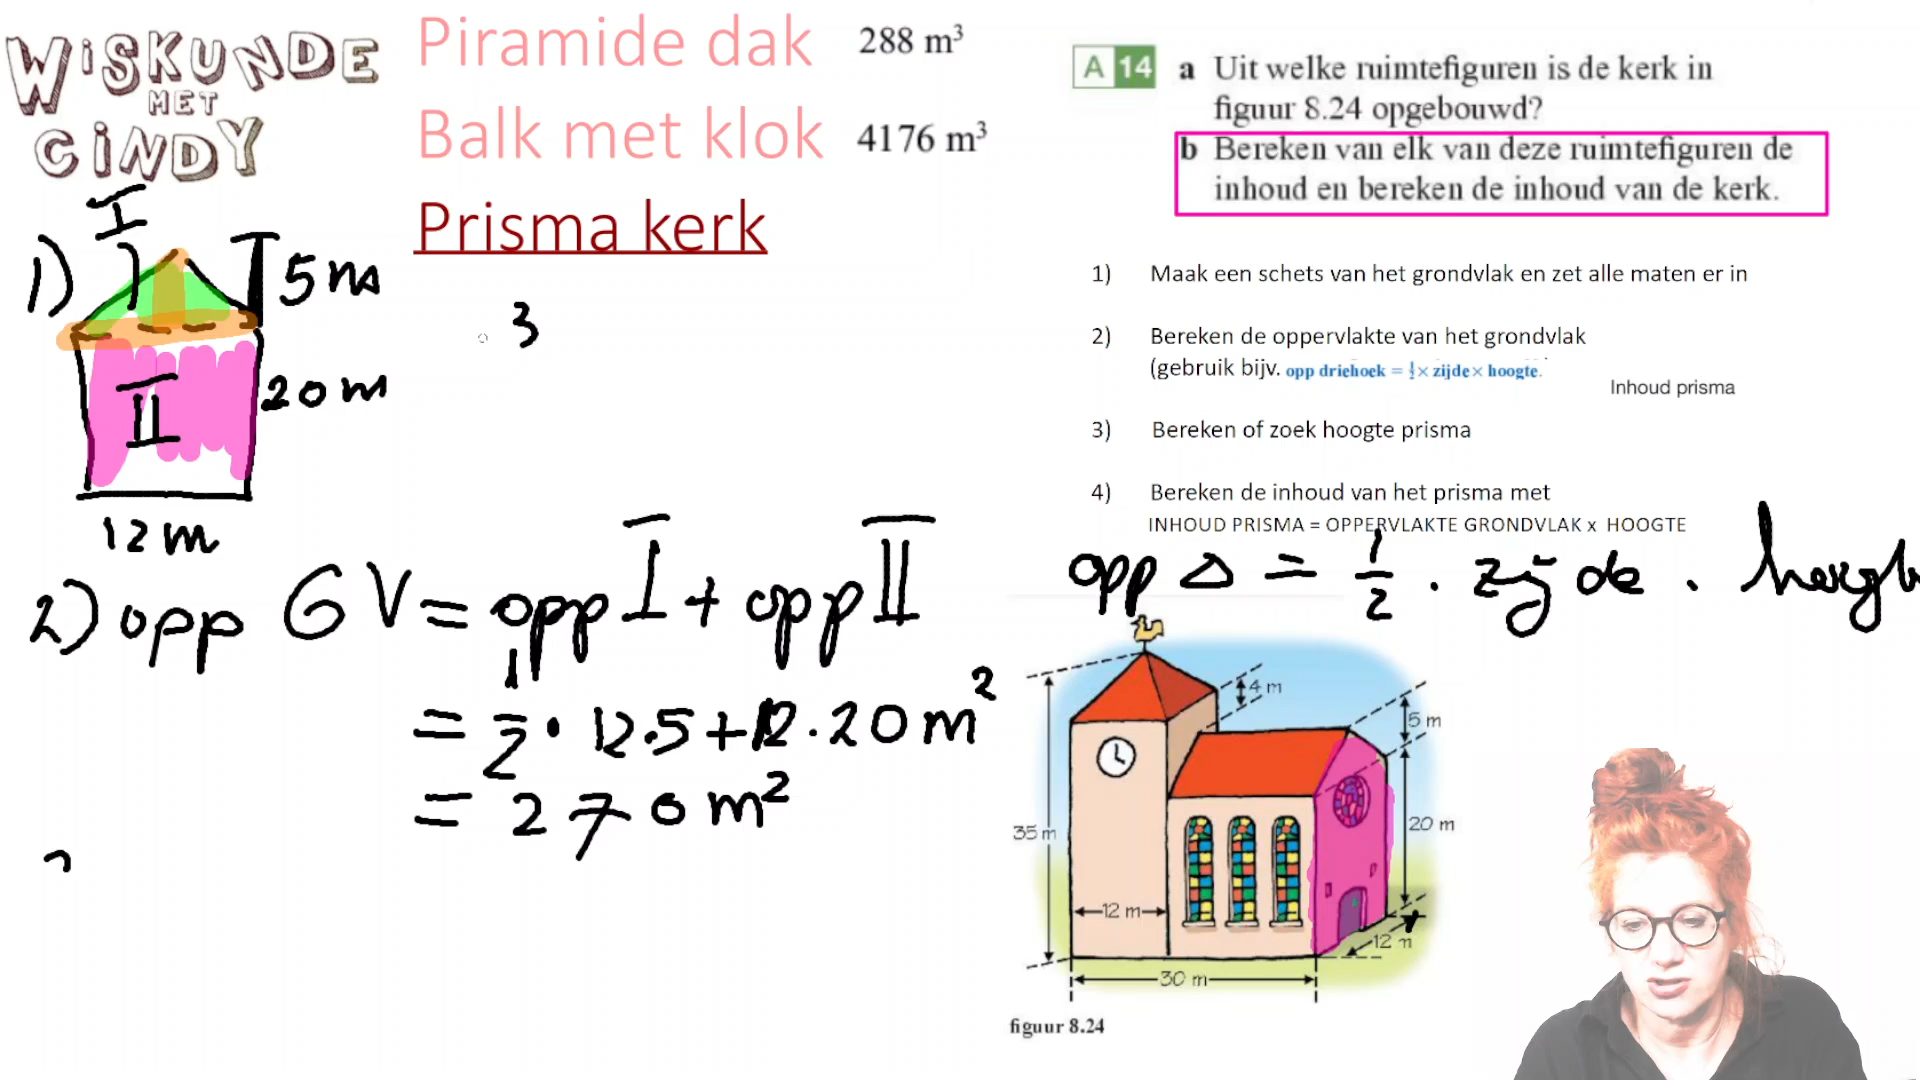 WiSKUNDE
MET
CiNDY
Piramide dak 288 m³
Balk met klok 4176 m³
Prisma kerk
A 14 a Uit welke ruimtefiguren is de kerk in
figuur 8.24 opgebouwd?
b Bereken van elk van deze ruimtefiguren de
inhoud en bereken de inhoud van de kerk.
1) Maak een schets van het grondvlak en zet alle maten er in
2) Bereken de oppervlakte van het grondvlak
(gebruik bijv. opp driehoek = ½ × zijde × hoogte.
Inhoud prisma
3) Bereken of zoek hoogte prisma
4) Bereken de inhoud van het prisma met
INHOUD PRISMA = OPPERVLAKTE GRONDVLAK x HOOGTE
1)
I
5 m
II
20 m
12 m
3
2) opp GV = opp I + opp II
= 1/2 · 12.5 + 12.20 m²
= 270 m²
opp Δ = 1/2 . zijde .
4 m
5 m
35 m
20 m
12 m
12 m
30 m
figuur 8.24